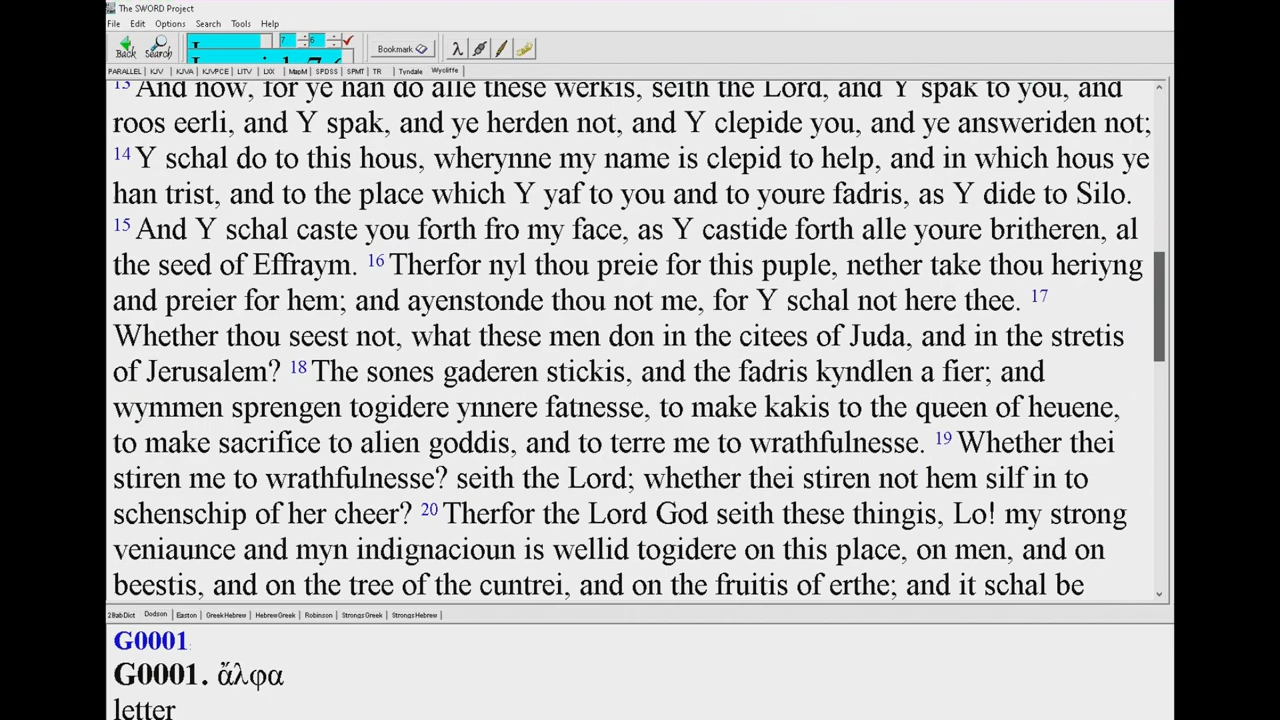 The SWORD Project
File Edit Options Search Tools Help
Back Search 7 6 Bookmark λ
PARALLEL KJV KJVA KJVPCE LITV LXX MapM SPDSS SPMT TR Tyndale Wycliffe
13 And now, for ye han do alle these werkis, seith the Lord, and Y spak to you, and
roos eerli, and Y spak, and ye herden not, and Y clepide you, and ye answeriden not;
14 Y schal do to this hous, wherynne my name is clepid to help, and in which hous ye
han trist, and to the place which Y yaf to you and to youre fadris, as Y dide to Silo.
15 And Y schal caste you forth fro my face, as Y castide forth alle youre britheren, al
the seed of Effraym. 16 Therfor nyl thou preie for this puple, nether take thou heriyng
and preier for hem; and ayenstonde thou not me, for Y schal not here thee. 17
Whether thou seest not, what these men don in the citees of Juda, and in the stretis
of Jerusalem? 18 The sones gaderen stickis, and the fadris kyndlen a fier; and
wymmen sprengen togidere ynnere fatnesse, to make kakis to the queen of heuene,
to make sacrifice to alien goddis, and to terre me to wrathfulnesse. 19 Whether thei
stiren me to wrathfulnesse? seith the Lord; whether thei stiren not hem silf in to
schenschip of her cheer? 20 Therfor the Lord God seith these thingis, Lo! my strong
veniaunce and myn indignacioun is wellid togidere on this place, on men, and on
beestis, and on the tree of the cuntrei, and on the fruitis of erthe; and it schal be
2BabDict Dodson Easton GreekHebrew HebrewGreek Robinson StrongsGreek StrongsHebrew
G0001
G0001. ἄλφα
letter